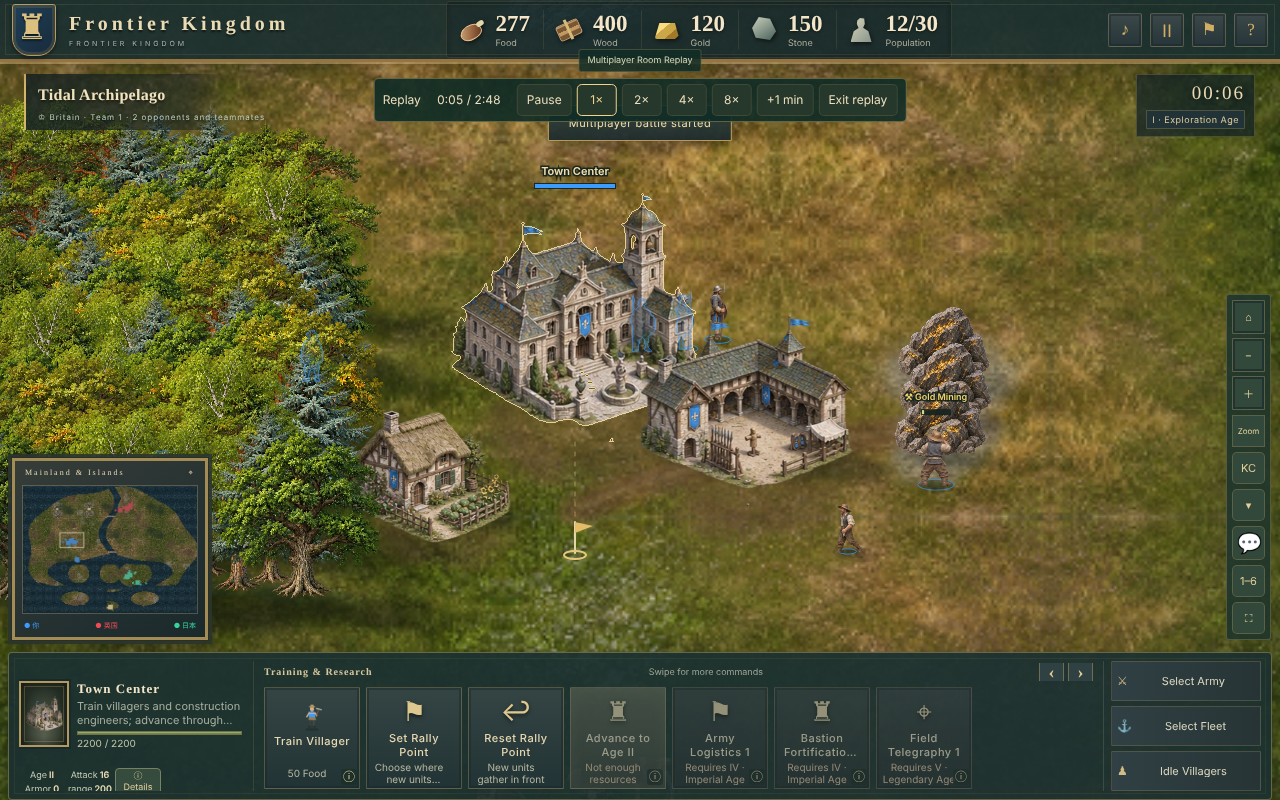 Frontier Kingdom
FRONTIER KINGDOM
277
Food
400
Wood
120
Gold
150
Stone
12/30
Population
?
Multiplayer Room Replay
Tidal Archipelago
Britain · Team 1 · 2 opponents and teammates
Replay 0:05 / 2:48 Pause 1× 2× 4× 8× +1 min Exit replay
Multiplayer battle started
00:06
I · Exploration Age
Town Center
Gold Mining
Zoom
KC
1–6
Mainland & Islands
你 英国 日本
Town Center
Train villagers and construction
engineers; advance through…
2200 / 2200
Age II Attack 16
Armor 0 range 200
Details
Training & Research
Swipe for more commands
Train Villager
50 Food
Set Rally
Point
Choose where
new units…
Reset Rally
Point
New units
gather in front
Advance to
Age II
Not enough
resources
Army
Logistics 1
Requires IV ·
Imperial Age
Bastion
Fortificatio…
Requires IV ·
Imperial Age
Field
Telegraphy 1
Requires V ·
Legendary Age
Select Army
Select Fleet
Idle Villagers